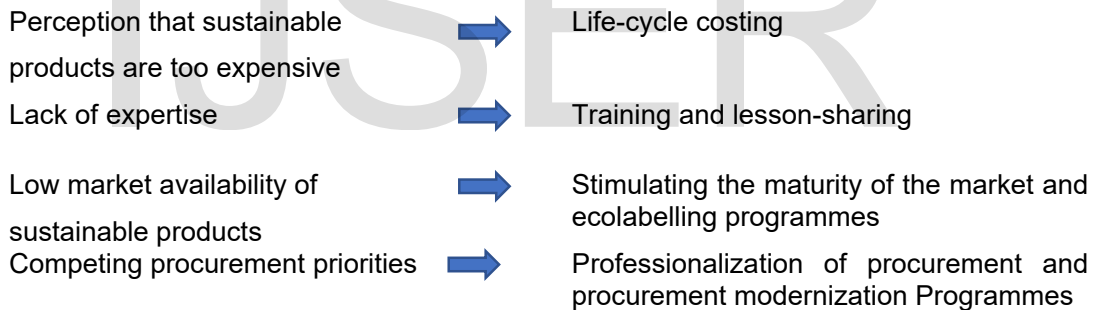 Perception that sustainable
products are too expensive
Life-cycle costing
Lack of expertise
Training and lesson-sharing
Low market availability of
sustainable products
Stimulating the maturity of the market and
ecolabelling programmes
Competing procurement priorities
Professionalization of procurement and
procurement modernization Programmes
IJSER